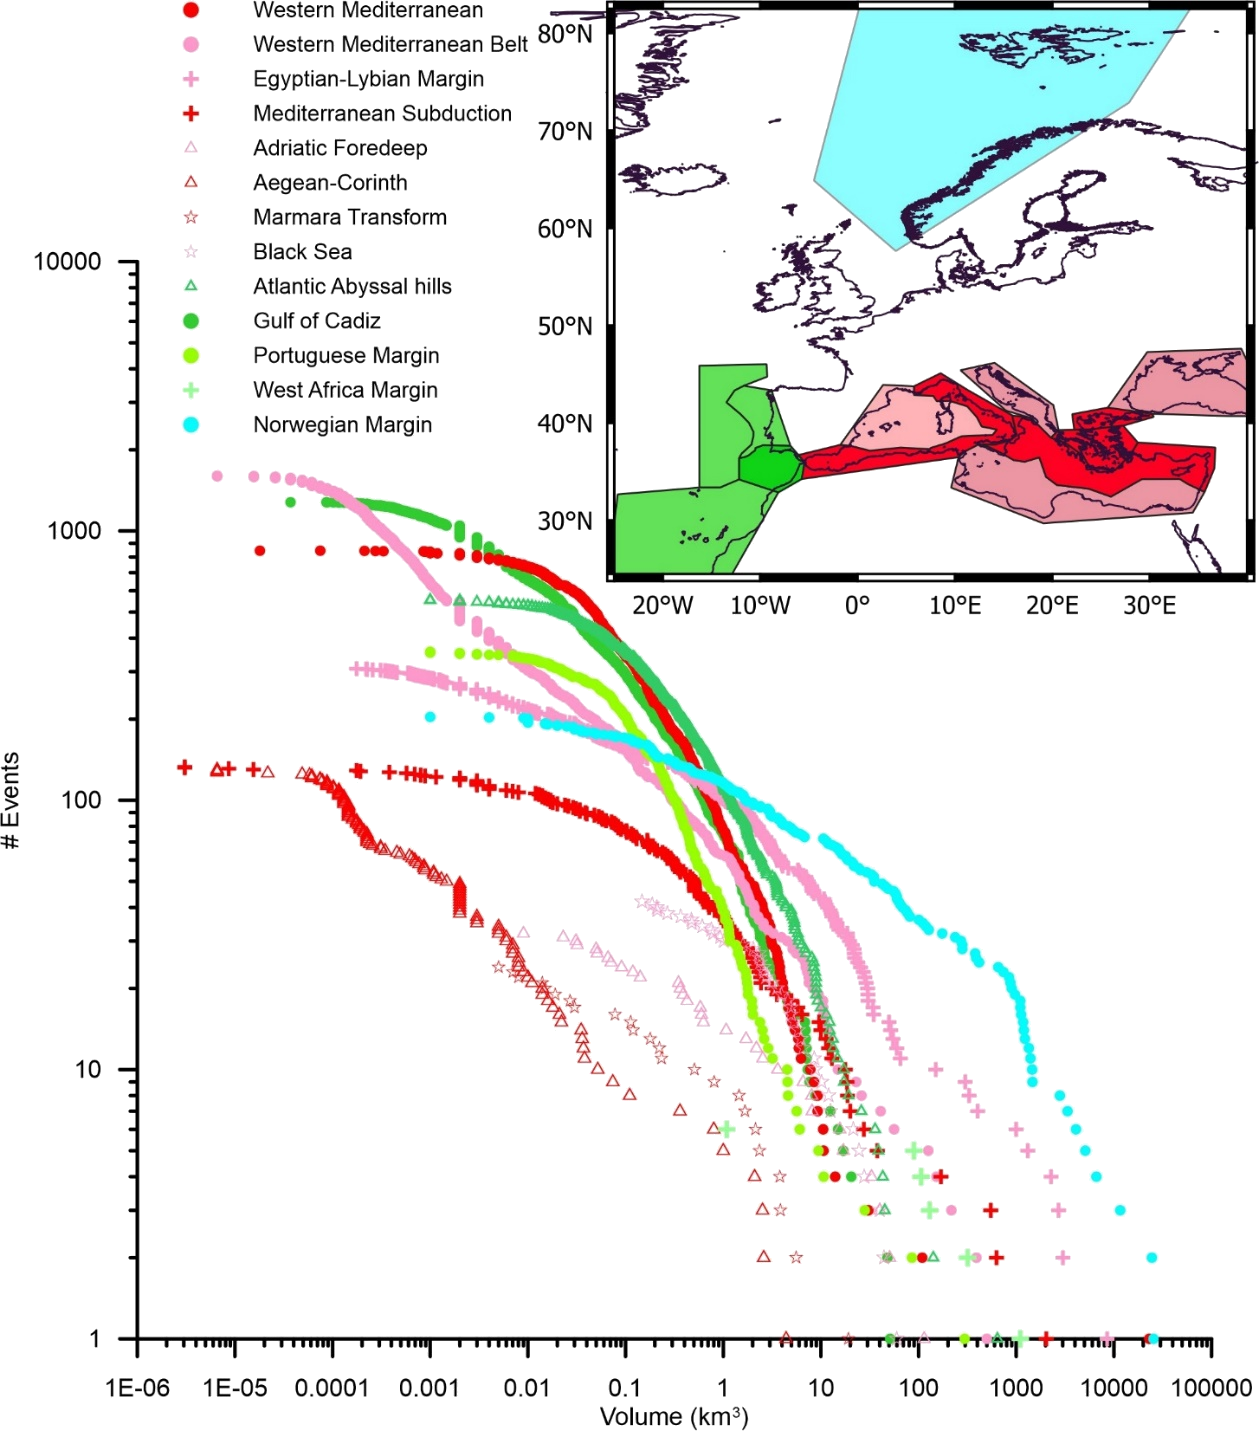 Western Mediterranean
Western Mediterranean Belt
Egyptian-Lybian Margin
Mediterranean Subduction
Adriatic Foredeep
Aegean-Corinth
Marmara Transform
Black Sea
Atlantic Abyssal hills
Gulf of Cadiz
Portuguese Margin
West Africa Margin
Norwegian Margin
80°N
70°N
60°N
50°N
40°N
30°N
20°W 10°W 0° 10°E 20°E 30°E
10000
1000
100
10
1
# Events
1E-06 1E-05 0.0001 0.001 0.01 0.1 1 10 100 1000 10000 100000
Volume (km³)